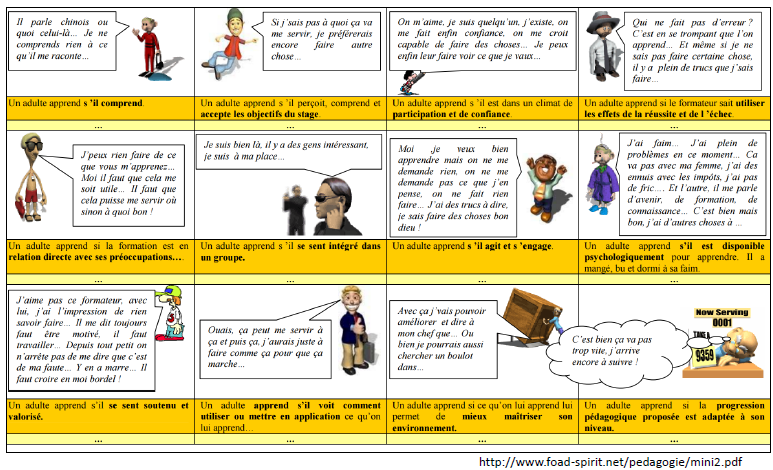 Il parle chinois ou
quoi celui-là… Je ne
comprends rien à ce
qu'il me raconte…
Si j'sais pas à quoi ça va
me servir, je préfèrerais
encore faire autre
chose…
On m'aime, je suis quelqu'un, j'existe, on
me fait enfin confiance, on me croit
capable de faire des choses… Je peux
enfin leur faire voir ce que je vaux…
Qui ne fait pas d'erreur ?
C'est en se trompant que l'on
apprend… Et même si je ne
sais pas faire certaine chose,
il y a plein de trucs que j'sais
faire…
Un adulte apprend s 'il comprend.
Un adulte apprend s 'il perçoit, comprend et
accepte les objectifs du stage.
Un adulte apprend s 'il est dans un climat de
participation et de confiance.
Un adulte apprend si le formateur sait utiliser
les effets de la réussite et de l 'échec.
…
…
…
…
J'peux rien faire de ce
que vous m'apprenez…
Moi il faut que cela me
soit utile… Il faut que
cela puisse me servir où
sinon à quoi bon !
Je suis bien là, il y a des gens intéressant,
je suis à ma place…
Moi je veux bien
apprendre mais on ne me
demande rien, on ne me
demande pas ce que j'en
pense, on ne fait rien
faire… J'ai des trucs à dire,
je sais faire des choses bon
dieu !
J'ai faim… J'ai plein de
problèmes en ce moment… Ca
va pas avec ma femme, j'ai des
ennuis avec les impôts, j'ai pas
de fric…. Et l'autre, il me parle
d'avenir, de formation, de
connaissance… C'est bien mais
bon, j'ai d'autres choses à …
Un adulte apprend si la formation est en
relation directe avec ses préoccupations….
Un adulte apprend s 'il se sent intégré dans
un groupe.
Un adulte apprend s 'il agit et s 'engage.
Un adulte apprend s'il est disponible
psychologiquement pour apprendre. Il a
mangé, bu et dormi à sa faim.
…
…
…
…
J'aime pas ce formateur, avec
lui, j'ai l'impression de rien
savoir faire… Il me dit toujours
faut être motivé, il faut
travailler… Depuis tout petit on
n'arrête pas de me dire que c'est
de ma faute… Y en a marre… Il
faut croire en moi bordel !
Ouais, ça peut me servir à
ça et puis ça, j'aurais juste à
faire comme ça pour que ça
marche…
Avec ça j'vais pouvoir
améliorer et dire à
mon chef que… Ou
bien je pourrais aussi
chercher un boulot
dans…
C'est bien ça va pas
trop vite, j'arrive
encore à suivre !
Now Serving
0001
TAKE A
9359
Un adulte apprend s'il se sent soutenu et
valorisé.
Un adulte apprend s'il voit comment
utiliser ou mettre en application ce qu'on
lui apprend…
Un adulte apprend si ce qu'on lui apprend lui
permet de mieux maîtriser son
environnement.
Un adulte apprend si la progression
pédagogique proposée est adaptée à son
niveau.
…
…
…
…
http://www.foad-spirit.net/pedagogie/mini2.pdf